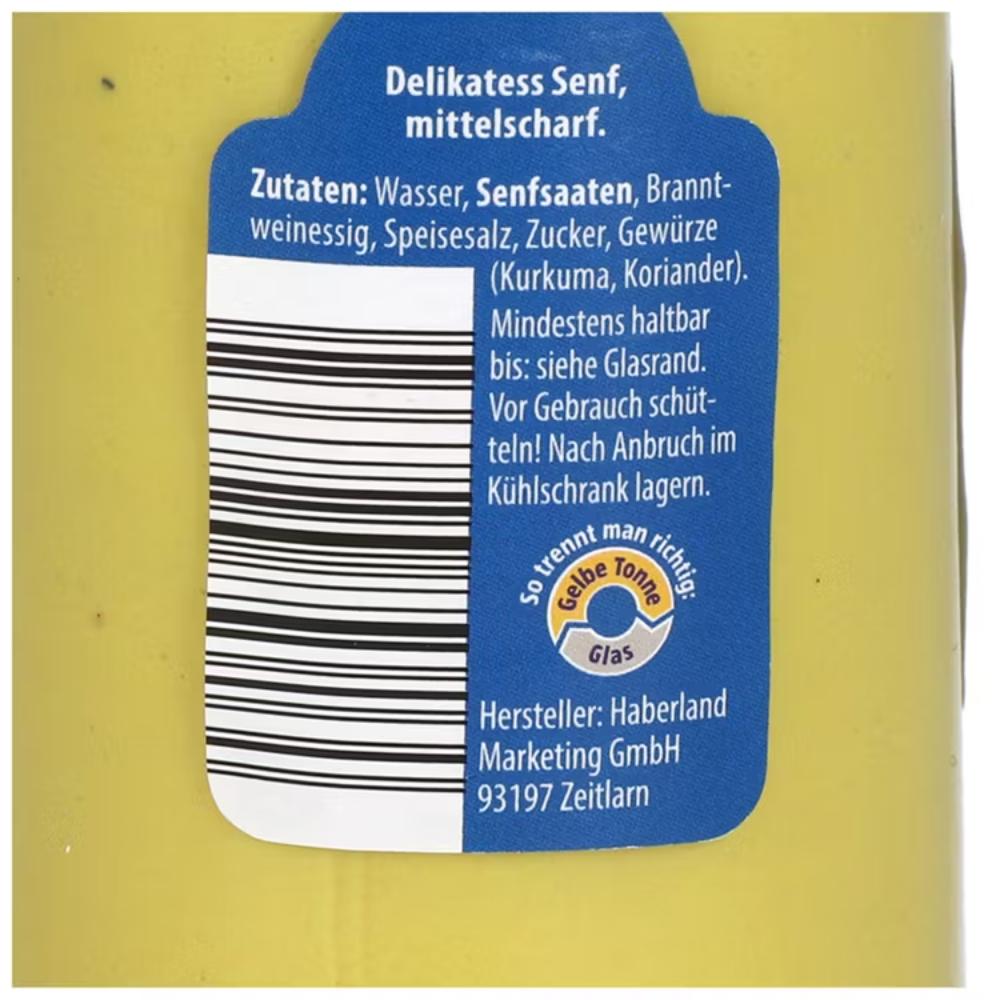 Delikatess Senf,
mittelscharf.
Zutaten: Wasser, Senfsaaten, Brannt-
weinessig, Speisesalz, Zucker, Gewürze
(Kurkuma, Koriander).
Mindestens haltbar
bis: siehe Glasrand.
Vor Gebrauch schüt-
teln! Nach Anbruch im
Kühlschrank lagern.
So trennt man richtig:
Gelbe Tonne
Glas
Hersteller: Haberland
Marketing GmbH
93197 Zeitlarn